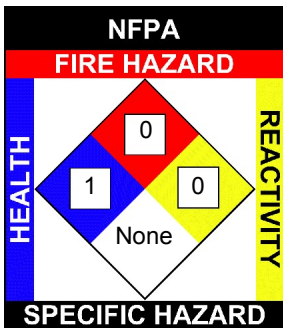 NFPA
FIRE HAZARD
HEALTH
0
1
0
REACTIVITY
None
SPECIFIC HAZARD